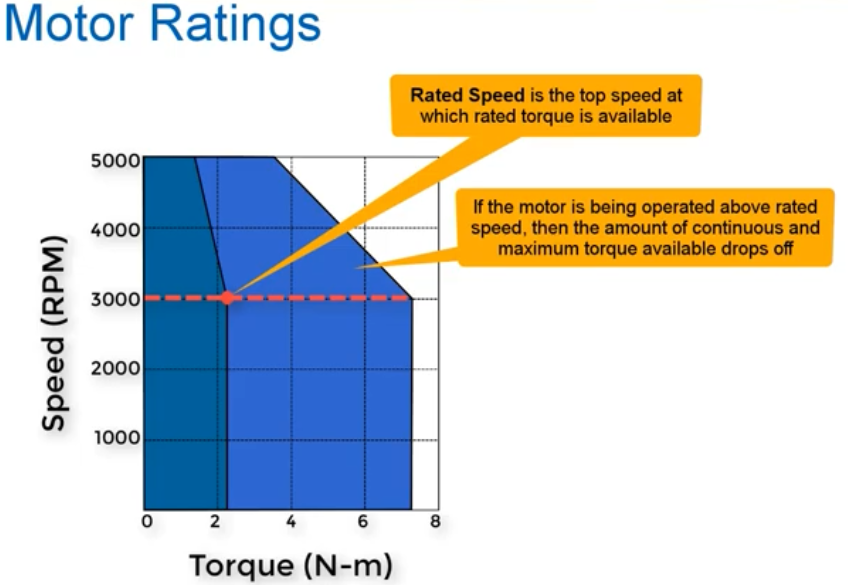 Motor Ratings
Rated Speed is the top speed at
which rated torque is available
If the motor is being operated above rated
speed, then the amount of continuous and
maximum torque available drops off
Speed (RPM)
5000
4000
3000
2000
1000
0 2 4 6 8
Torque (N-m)